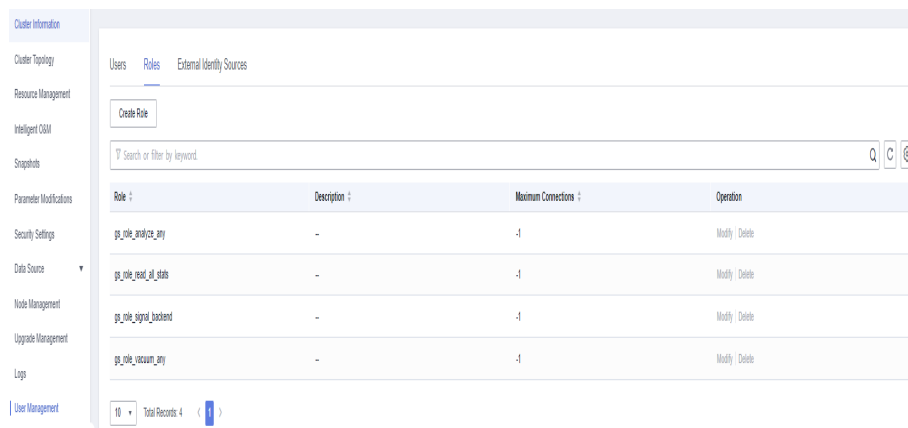 Cluster Information
Cluster Topology
Resource Management
Intelligent O&M
Snapshots
Parameter Modifications
Security Settings
Data Source
Node Management
Upgrade Management
Logs
User Management
Users Roles External Identity Sources
Create Role
Search or filter by keyword.
Role Description Maximum Connections Operation
gs_role_analyze_any -- -1 Modify | Delete
gs_role_read_all_stats -- -1 Modify | Delete
gs_role_signal_backend -- -1 Modify | Delete
gs_role_vacuum_any -- -1 Modify | Delete
10 Total Records: 4 < 1 >